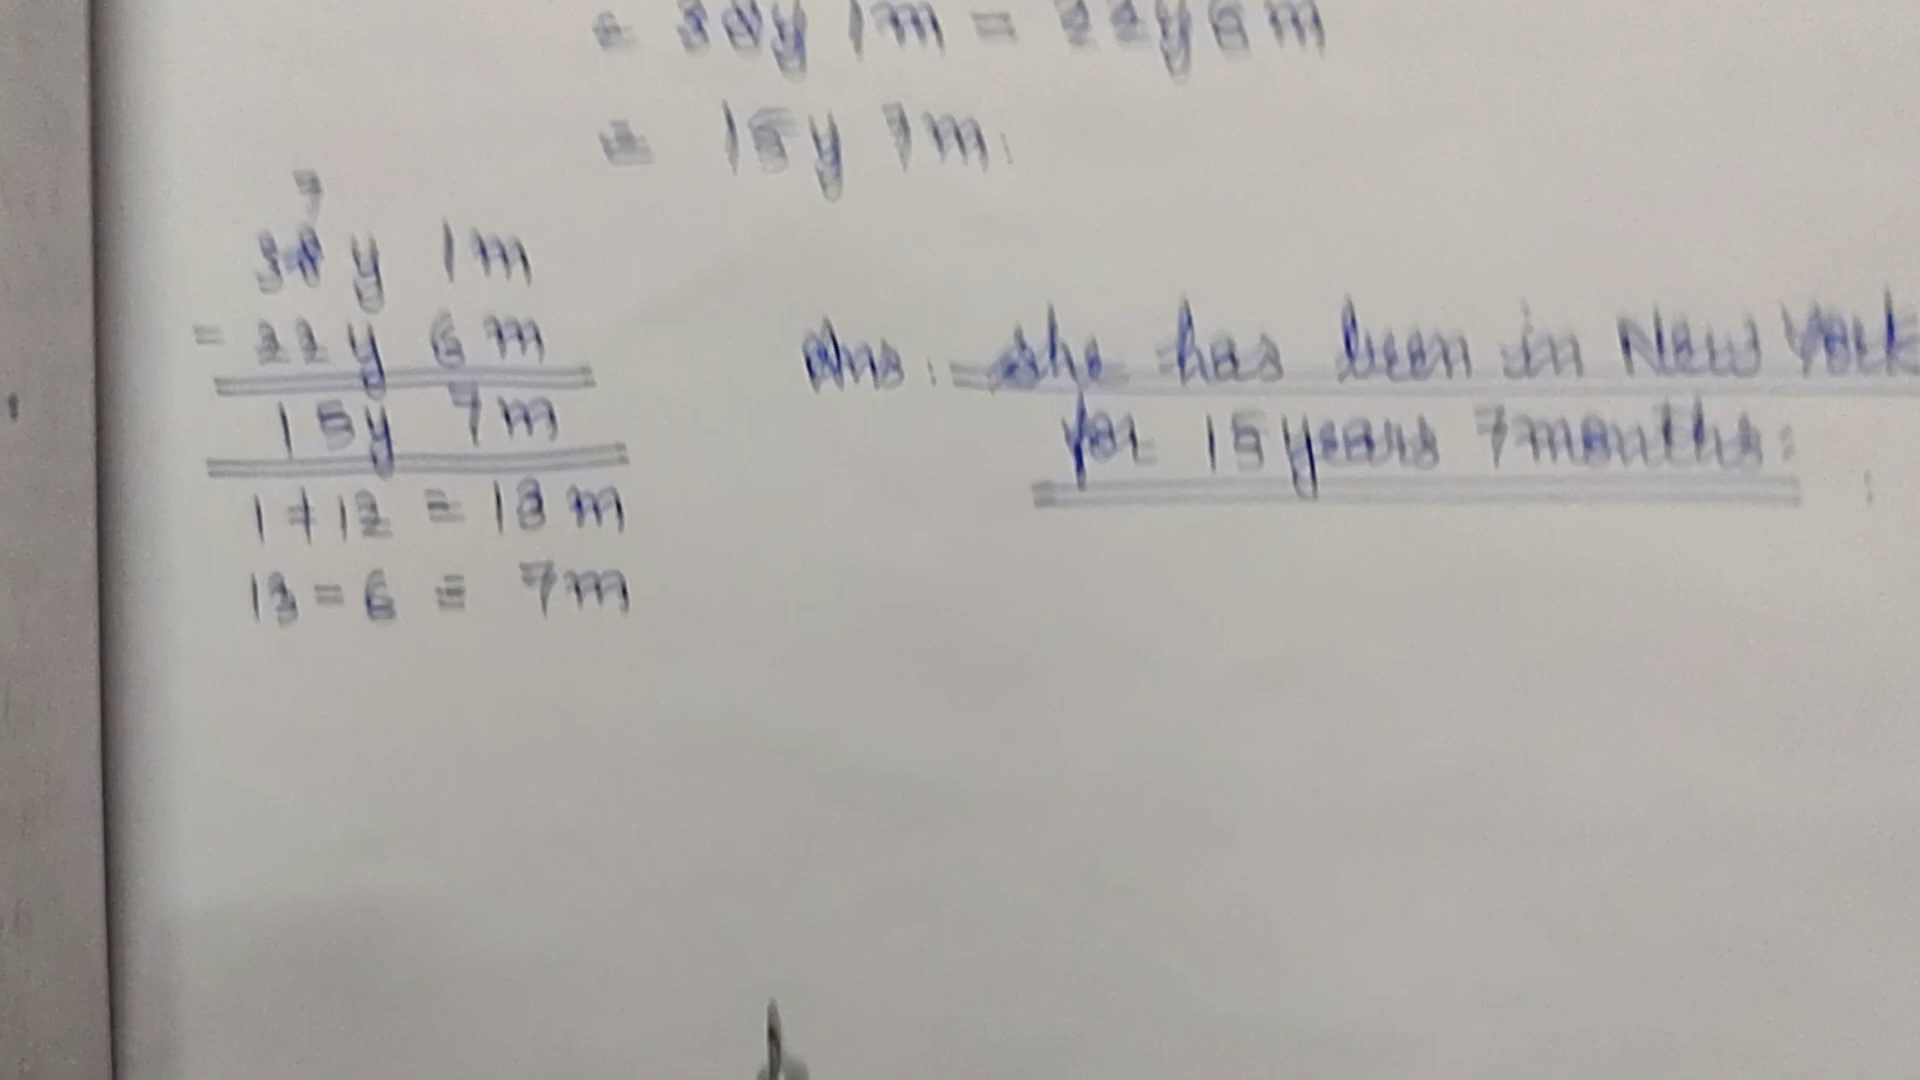 = 38y 1m - 22y 6m
= 15y 7m.
7
38 y 1m
- 22 y 6m
15y 7m
1 + 12 = 13 m
13 - 6 = 7m
Ans: She has been in New York
for 15 years 7 months.